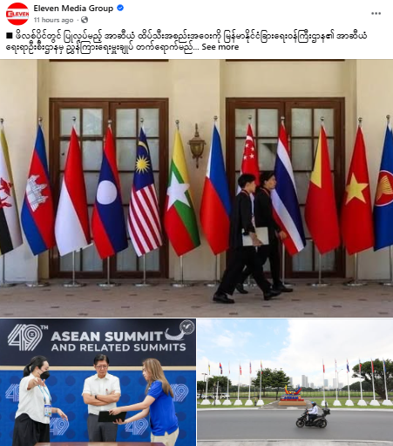 Eleven Media Group
11 hours ago ·
■ ဖိလစ်ပိုင်တွင် ပြုလုပ်မည့် အာဆီယံ ထိပ်သီးအစည်းအဝေးကို မြန်မာနိုင်ငံခြားရေးဝန်ကြီးဌာန၏ အာဆီယံ
ရေးရာဦးစီးဌာနမှ ညွှန်ကြားရေးမှူးချုပ် တက်ရောက်မည်... See more
ELEVEN
49TH ASEAN SUMMIT
AND RELATED SUMMITS